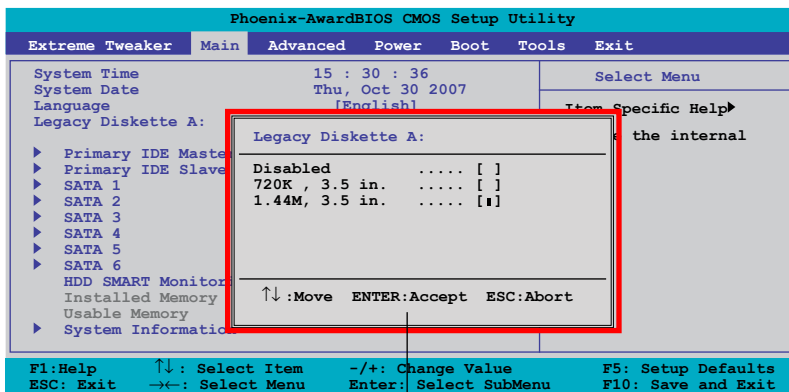 Phoenix-AwardBIOS CMOS Setup Utility
Extreme Tweaker Main Advanced Power Boot Tools Exit
System Time 15 : 30 : 36
System Date Thu, Oct 30 2007
Language [English]
Legacy Diskette A:
Primary IDE Master
Primary IDE Slave
SATA 1
SATA 2
SATA 3
SATA 4
SATA 5
SATA 6
HDD SMART Monitori
Installed Memory
Usable Memory
System Information
Select Menu
Item Specific Help
the internal
Legacy Diskette A:
Disabled ..... [ ]
720K , 3.5 in. ..... [ ]
1.44M, 3.5 in. ..... [▮]
↑↓ :Move ENTER:Accept ESC:Abort
F1:Help ↑↓ : Select Item -/+: Change Value F5: Setup Defaults
ESC: Exit →←: Select Menu Enter: Select SubMenu F10: Save and Exit